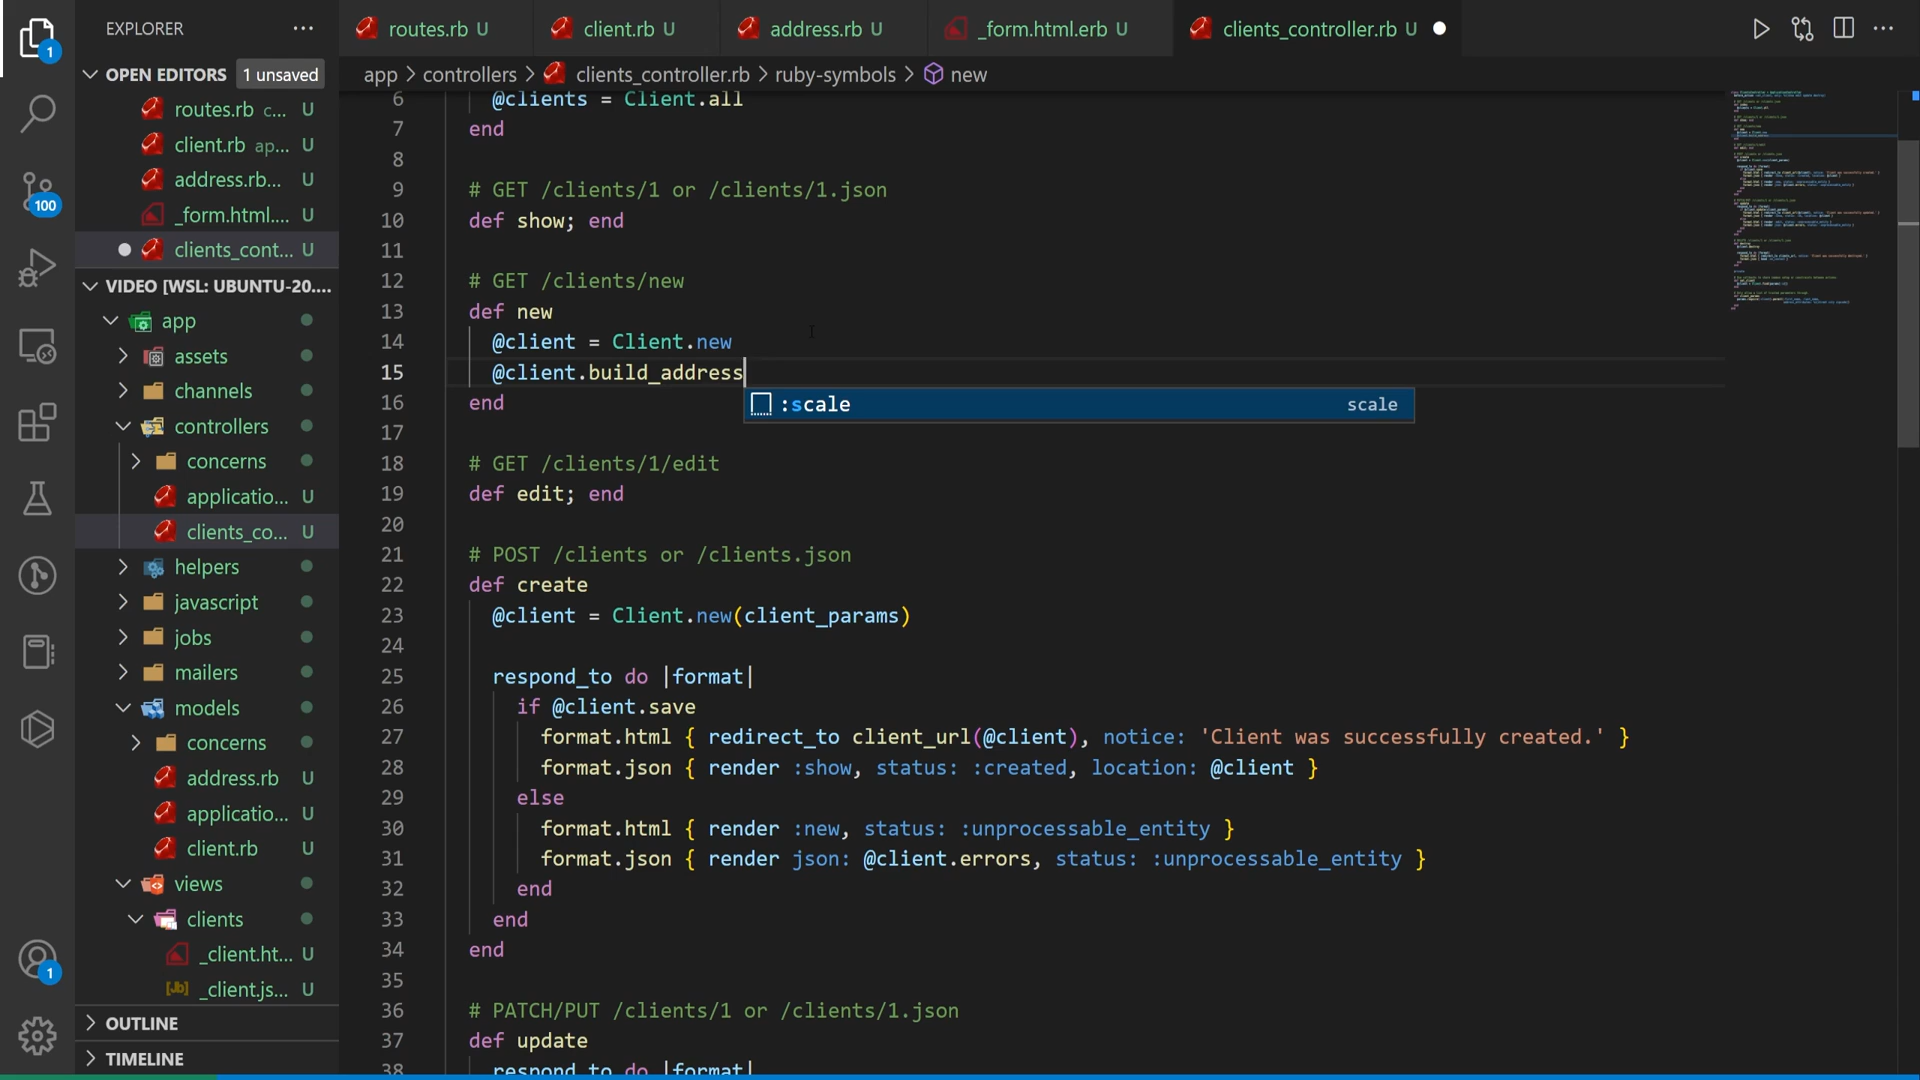 EXPLORER
routes.rb U
client.rb U
address.rb U
_form.html.erb U
clients_controller.rb U
OPEN EDITORS 1 unsaved
app > controllers > clients_controller.rb > ruby-symbols > new
routes.rb c... U
client.rb ap... U
address.rb... U
_form.html.... U
clients_cont... U
VIDEO [WSL: UBUNTU-20....
app
assets
channels
controllers
concerns
applicatio... U
clients_co... U
helpers
javascript
jobs
mailers
models
concerns
address.rb U
applicatio... U
client.rb U
views
clients
_client.ht... U
_client.js... U
OUTLINE
TIMELINE
1
100
1
6 @clients = Client.all
7 end
8
9 # GET /clients/1 or /clients/1.json
10 def show; end
11
12 # GET /clients/new
13 def new
14 @client = Client.new
15 @client.build_address
:scale scale
16 end
17
18 # GET /clients/1/edit
19 def edit; end
20
21 # POST /clients or /clients.json
22 def create
23 @client = Client.new(client_params)
24
25 respond_to do |format|
26 if @client.save
27 format.html { redirect_to client_url(@client), notice: 'Client was successfully created.' }
28 format.json { render :show, status: :created, location: @client }
29 else
30 format.html { render :new, status: :unprocessable_entity }
31 format.json { render json: @client.errors, status: :unprocessable_entity }
32 end
33 end
34 end
35
36 # PATCH/PUT /clients/1 or /clients/1.json
37 def update
38 respond_to do |format|